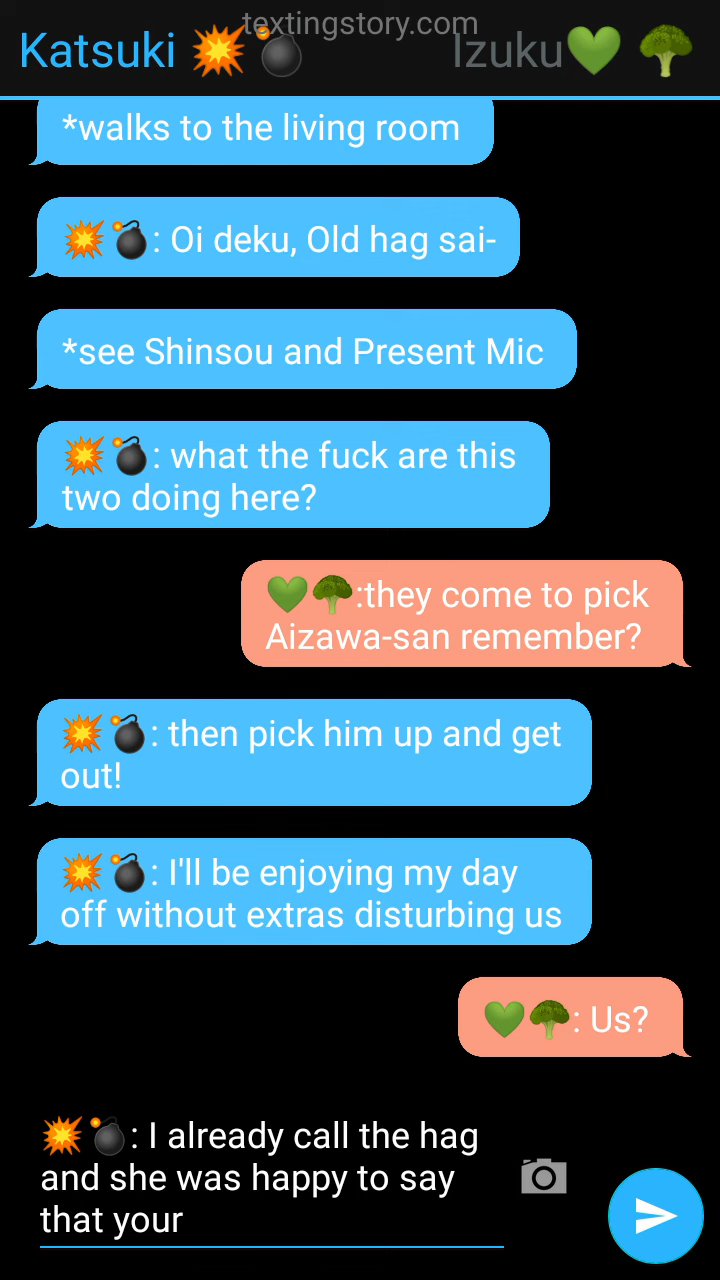 textingstory.com
Katsuki 💥💣 Izuku💚🥦
*walks to the living room
💥💣: Oi deku, Old hag sai-
*see Shinsou and Present Mic
💥💣: what the fuck are this
two doing here?
💚🥦:they come to pick
Aizawa-san remember?
💥💣: then pick him up and get
out!
💥💣: I'll be enjoying my day
off without extras disturbing us
💚🥦: Us?
💥💣: I already call the hag
and she was happy to say
that your